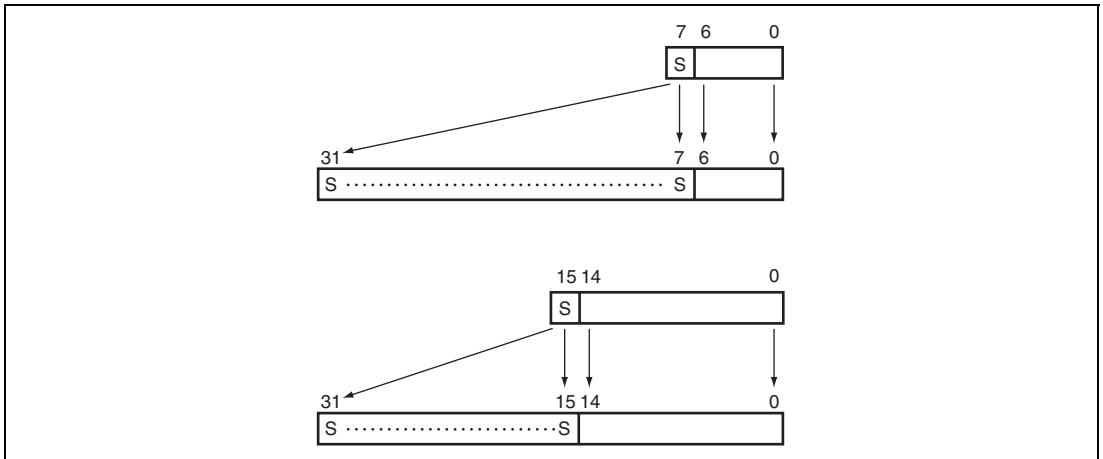 7 6 0
S
31 7 6 0
S ........................................ S
15 14 0
S
31 15 14 0
S ..........................S